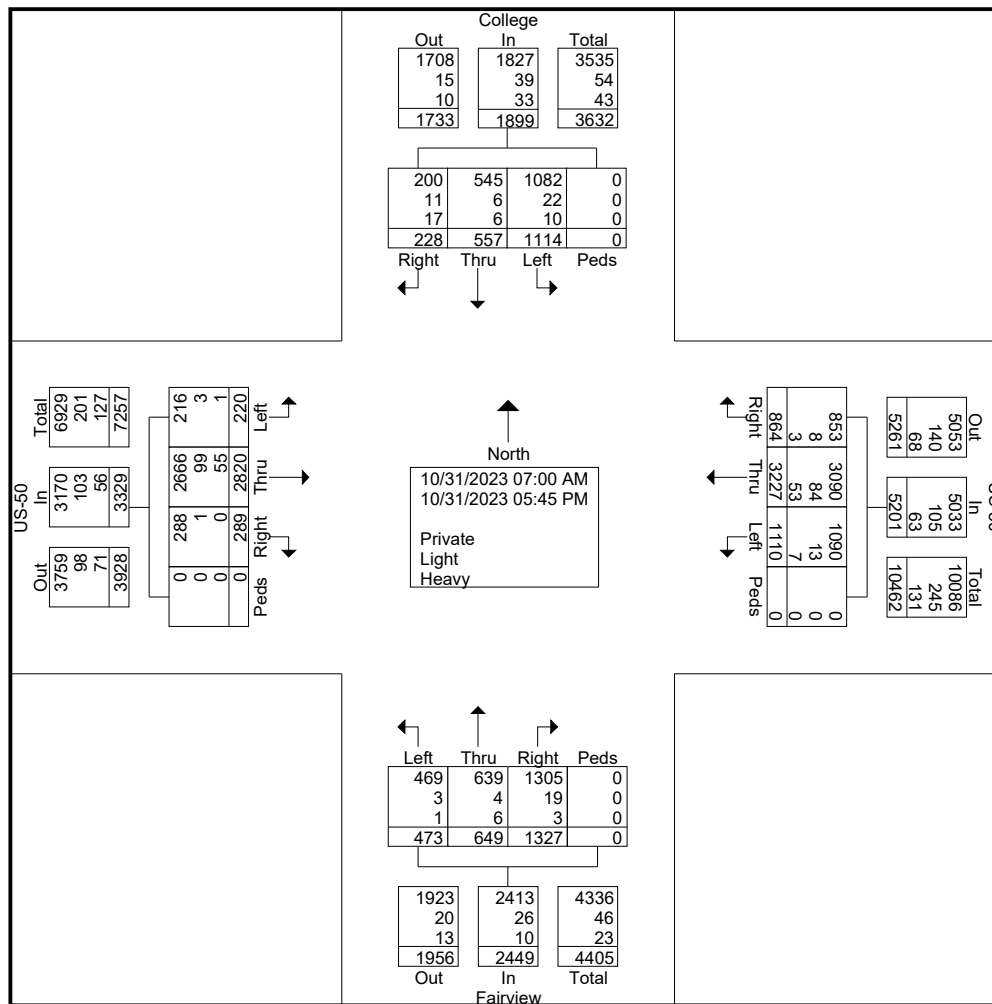 College
Out In Total
1708 1827 3535
15 39 54
10 33 43
1733 1899 3632
200 545 1082 0
11 6 22 0
17 6 10 0
228 557 1114 0
Right Thru Left Peds
US-50
Total In Out
6929 3170 3759
201 103 98
127 56 71
7257 3329 3928
Left Thru Right Peds
216 2666 288 0
3 99 1 0
1 55 0 0
220 2820 289 0
North
10/31/2023 07:00 AM
10/31/2023 05:45 PM
Private
Light
Heavy
Right Thru Left Peds
853 3090 1090 0
8 84 13 0
3 53 7 0
864 3227 1110 0
Out In Total
5053 5033 10086
140 105 245
68 63 131
5261 5201 10462
Left Thru Right Peds
469 639 1305 0
3 4 19 0
1 6 3 0
473 649 1327 0
1923 2413 4336
20 26 46
13 10 23
1956 2449 4405
Out In Total
Fairview